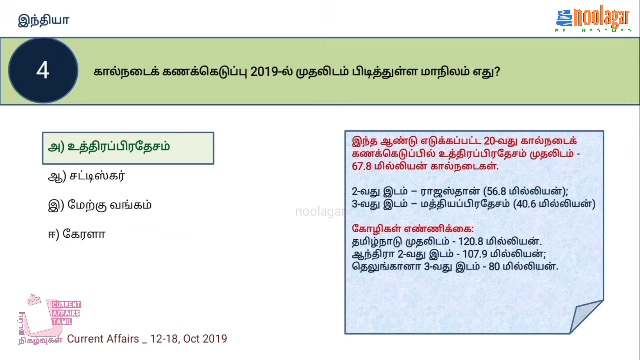 இந்தியா
noolagar
4
கால்நடைக் கணக்கெடுப்பு 2019-ல் முதலிடம் பிடித்துள்ள மாநிலம் எது?
அ) உத்திரப்பிரதேசம்
ஆ) சட்டிஸ்கர்
இ) மேற்கு வங்கம்
ஈ) கேரளா
இந்த ஆண்டு எடுக்கப்பட்ட 20-வது கால்நடைக்
கணக்கெடுப்பில் உத்திரப்பிரதேசம் முதலிடம் -
67.8 மில்லியன் கால்நடைகள்.
2-வது இடம் – ராஜஸ்தான் (56.8 மில்லியன்);
3-வது இடம் – மத்தியப்பிரதேசம் (40.6 மில்லியன்)
கோழிகள் எண்ணிக்கை:
தமிழ்நாடு முதலிடம் - 120.8 மில்லியன்.
ஆந்திரா 2-வது இடம் - 107.9 மில்லியன்;
தெலுங்கானா 3-வது இடம் - 80 மில்லியன்.
noolagar
CURRENT
AFFAIRS
TAMIL
நடப்பு
நிகழ்வுகள்
Current Affairs _ 12-18, Oct 2019